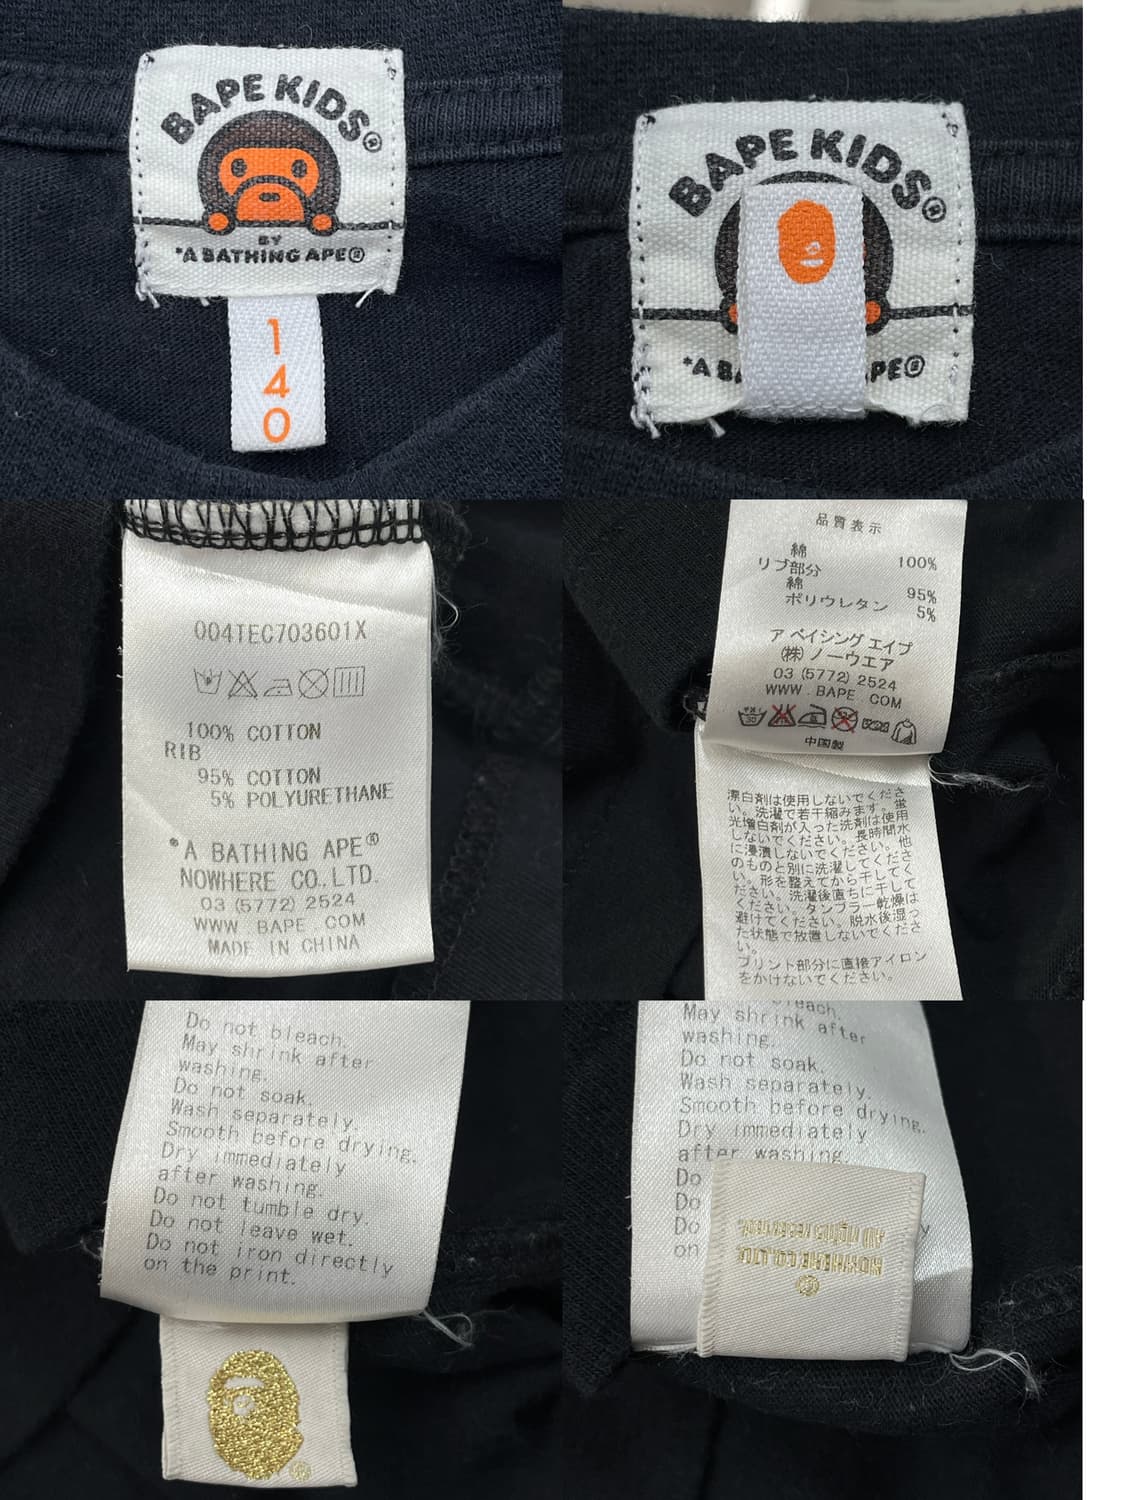 BAPE KIDS®
BY
*A BATHING APE®
1
4
0
BAPE KIDS®
*A B
PE®
004TEC703601X
100% COTTON
RIB
95% COTTON
5% POLYURETHANE
*A BATHING APE®
NOWHERE CO.,LTD.
03 (5772) 2524
WWW . BAPE . COM
MADE IN CHINA
品質表示
綿 100%
リブ部分
綿 95%
ポリウレタン 5%
ア ベイシング エイプ
(株) ノーウエア
03 (5772) 2524
WWW . BAPE . COM
中国製
漂白剤は使用しないでくださ
い。洗濯で若干縮みます。蛍
光増白剤が入った洗剤は使用
しないでください。長時間水
に浸漬しないでください。他
のものと別に洗濯してくださ
い。形を整えてから干してく
ださい。洗濯後直ちに干して
ください。タンブラー乾燥は
避けてください。脱水後湿っ
た状態で放置しないでくださ
い。
プリント部分に直接アイロン
をかけないでください。
Do not bleach.
May shrink after
washing.
Do not soak.
Wash separately.
Smooth before drying.
Dry immediately
after washing.
Do not tumble dry.
Do not leave wet.
Do not iron directly
on the print.
®
bleach.
May shrink after
washing.
Do not soak.
Wash separately.
Smooth before drying.
Dry immediately
after washing.
Do
Do
Do y
on
®
NOWHERE CO., LTD.
All rights reserved.